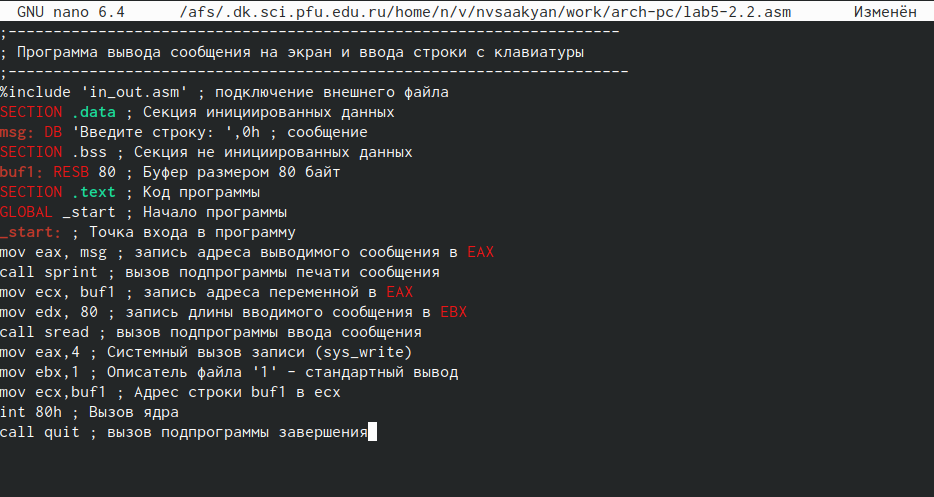 GNU nano 6.4 /afs/.dk.sci.pfu.edu.ru/home/n/v/nvsaakyan/work/arch-pc/lab5-2.2.asm Изменён
;--------------------------------------------------------------------
; Программа вывода сообщения на экран и ввода строки с клавиатуры
;---------------------------------------------------------------------
%include 'in_out.asm' ; подключение внешнего файла
SECTION .data ; Секция инициированных данных
msg: DB 'Введите строку: ',0h ; сообщение
SECTION .bss ; Секция не инициированных данных
buf1: RESB 80 ; Буфер размером 80 байт
SECTION .text ; Код программы
GLOBAL _start ; Начало программы
_start: ; Точка входа в программу
mov eax, msg ; запись адреса выводимого сообщения в EAX
call sprint ; вызов подпрограммы печати сообщения
mov ecx, buf1 ; запись адреса переменной в EAX
mov edx, 80 ; запись длины вводимого сообщения в EBX
call sread ; вызов подпрограммы ввода сообщения
mov eax,4 ; Системный вызов записи (sys_write)
mov ebx,1 ; Описатель файла '1' - стандартный вывод
mov ecx,buf1 ; Адрес строки buf1 в ecx
int 80h ; Вызов ядра
call quit ; вызов подпрограммы завершения